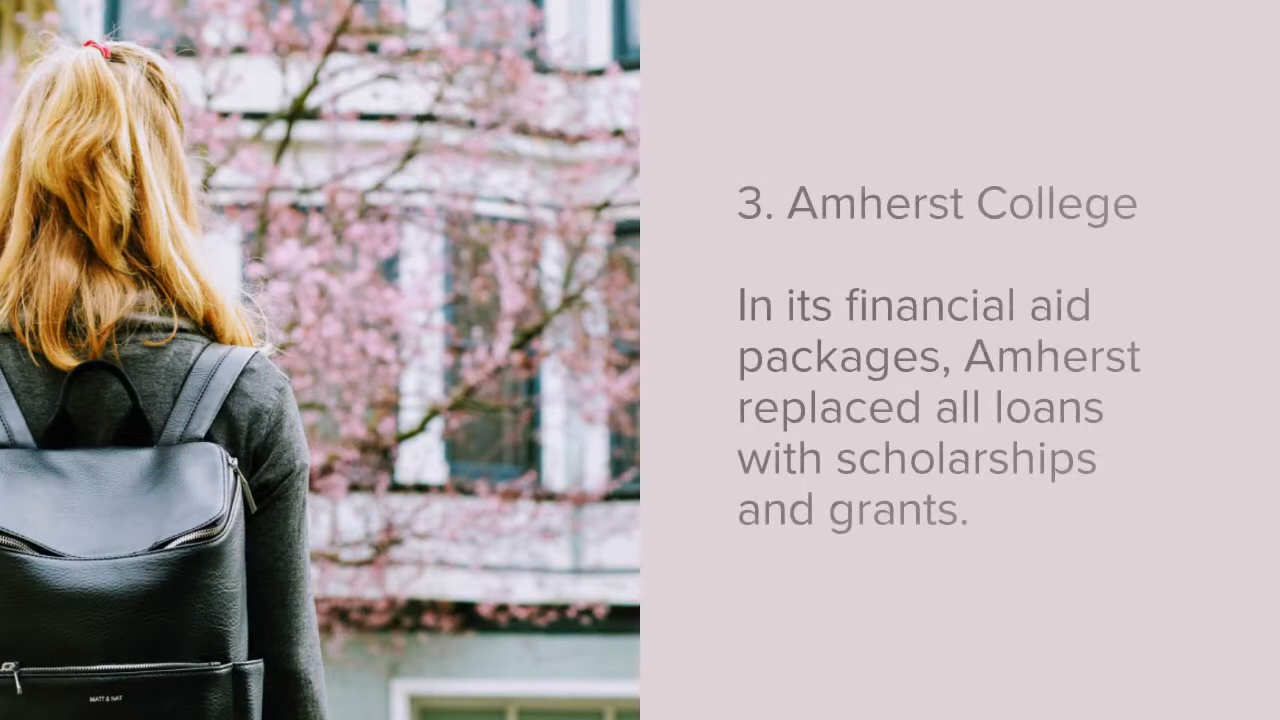 3. Amherst College
In its financial aid
packages, Amherst
replaced all loans
with scholarships
and grants.
MATT & NAT